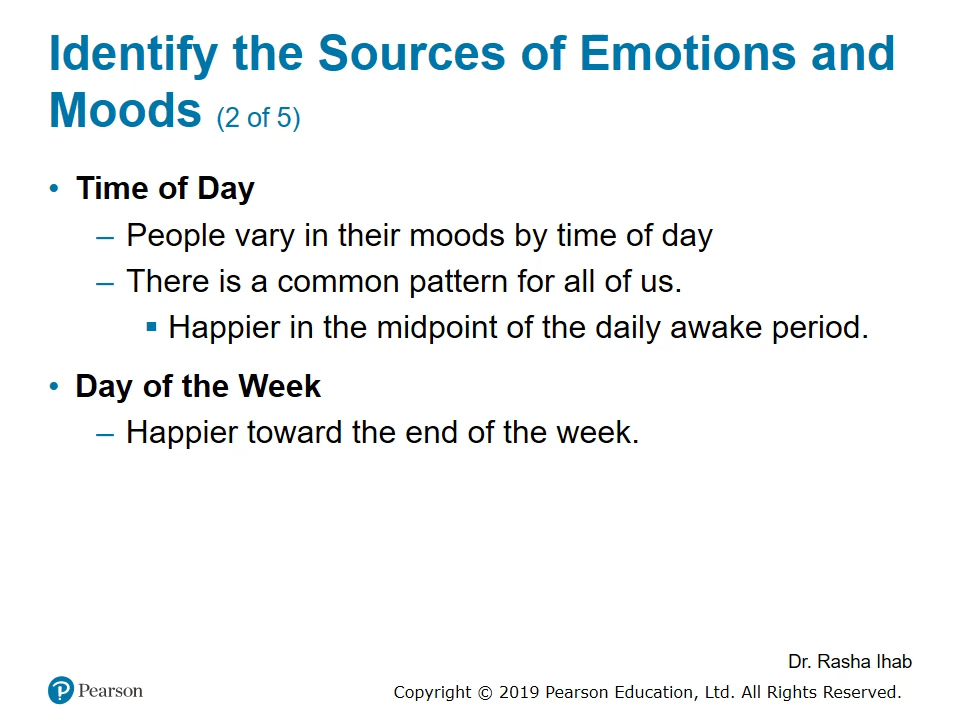 Identify the Sources of Emotions and
Moods (2 of 5)
• Time of Day
– People vary in their moods by time of day
– There is a common pattern for all of us.
▪ Happier in the midpoint of the daily awake period.
• Day of the Week
– Happier toward the end of the week.
Dr. Rasha Ihab
Pearson
Copyright © 2019 Pearson Education, Ltd. All Rights Reserved.